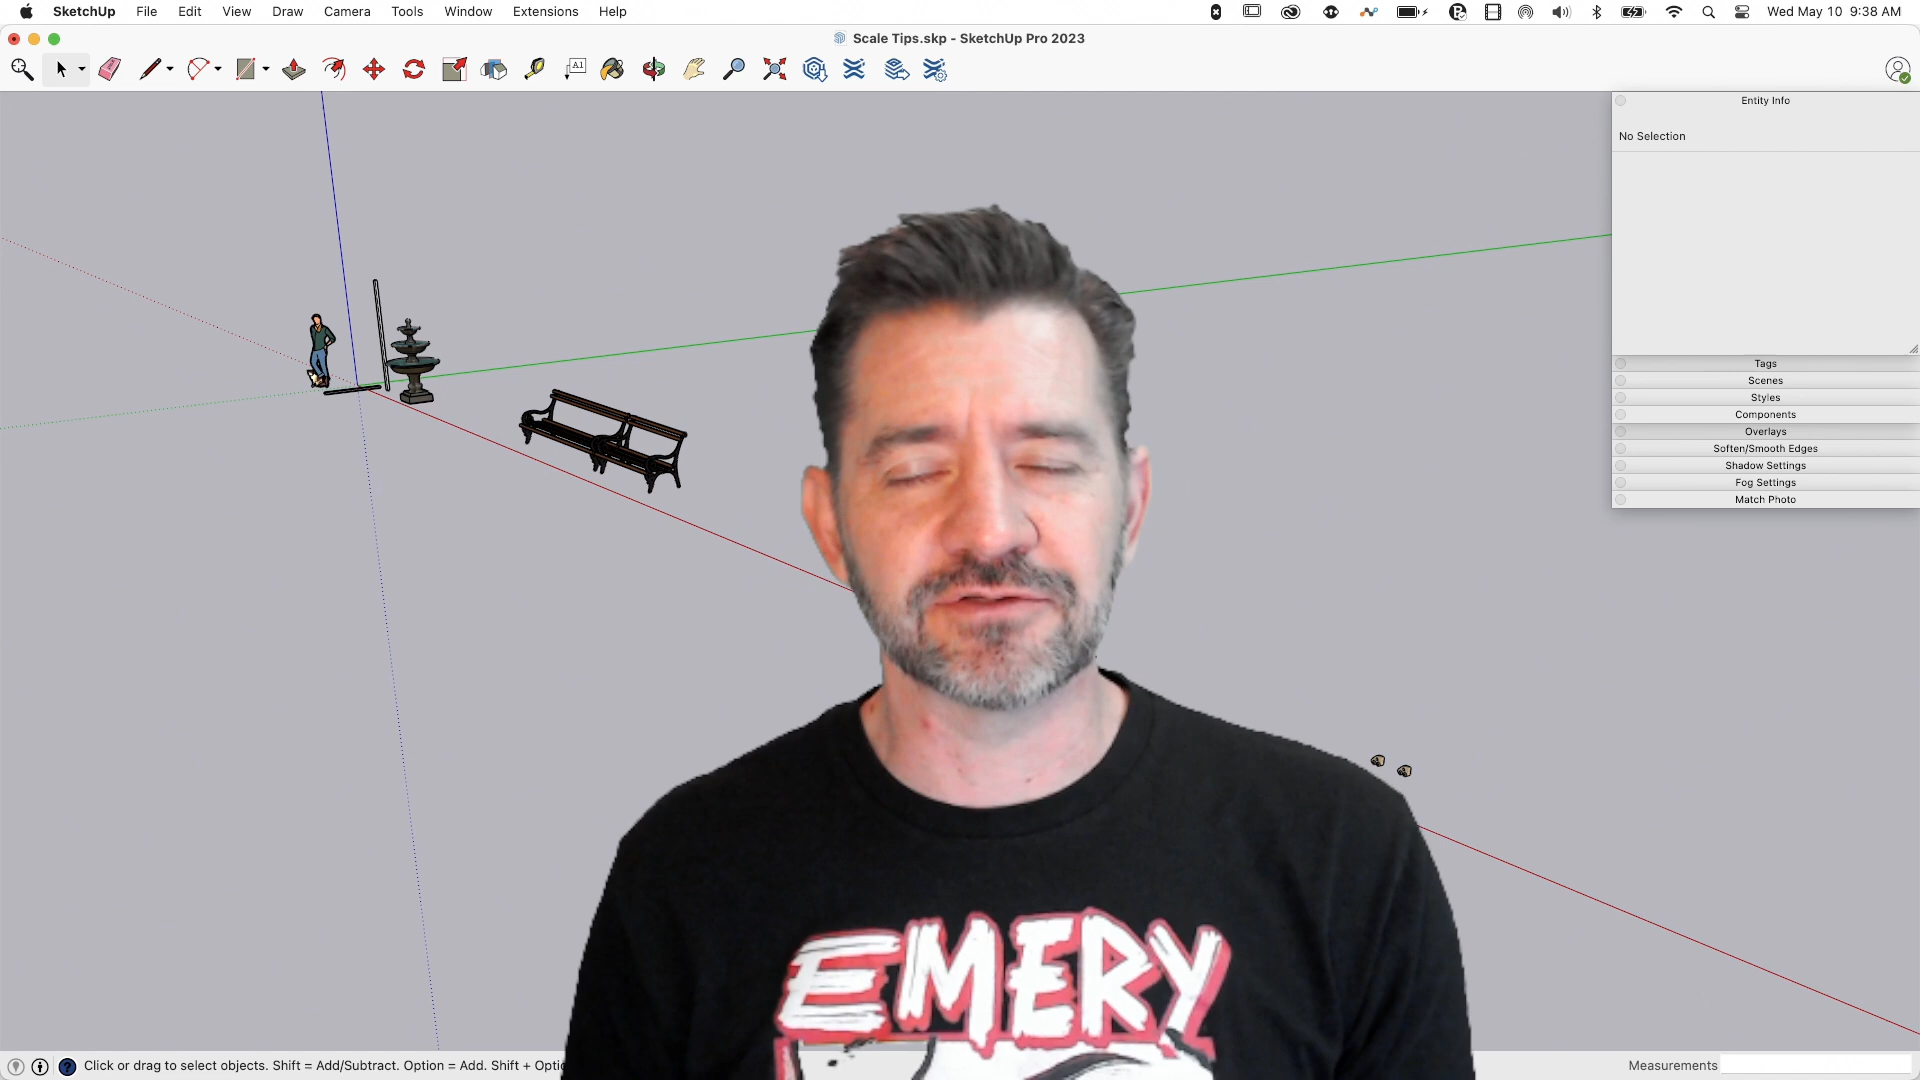 SketchUp File Edit View Draw Camera Tools Window Extensions Help
Wed May 10 9:38 AM
Scale Tips.skp - SketchUp Pro 2023
A1
Entity Info
No Selection
Tags
Scenes
Styles
Components
Overlays
Soften/Smooth Edges
Shadow Settings
Fog Settings
Match Photo
EMERY
Click or drag to select objects. Shift = Add/Subtract. Option = Add. Shift + Optio
Measurements